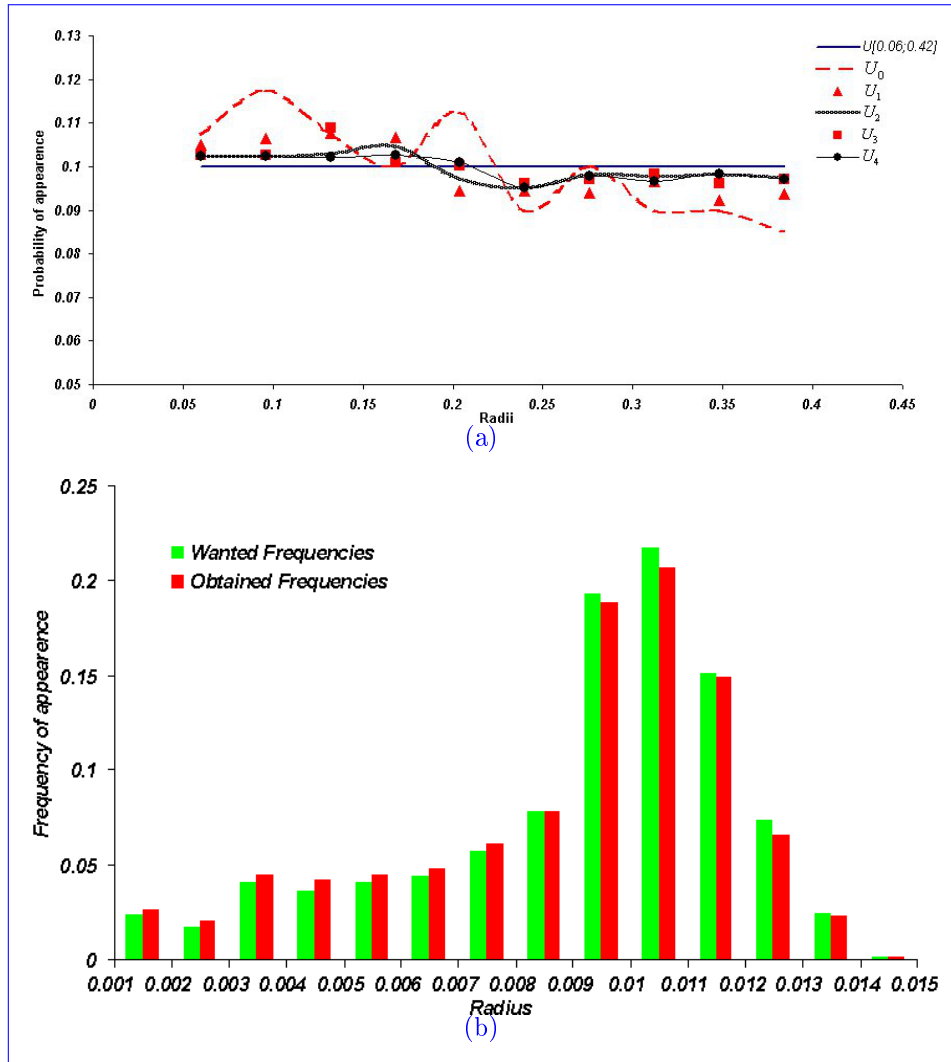 0.13
0.12
0.11
0.1
0.09
0.08
0.07
0.06
0.05
Probability of appearence
0 0.05 0.1 0.15 0.2 0.25 0.3 0.35 0.4 0.45
Radii
U[0.06;0.42]
U0
U1
U2
U3
U4
(a)
0.25
0.2
0.15
0.1
0.05
0
Frequency of appearence
Wanted Frequencies
Obtained Frequencies
0.001 0.002 0.003 0.004 0.005 0.006 0.007 0.008 0.009 0.01 0.011 0.012 0.013 0.014 0.015
Radius
(b)